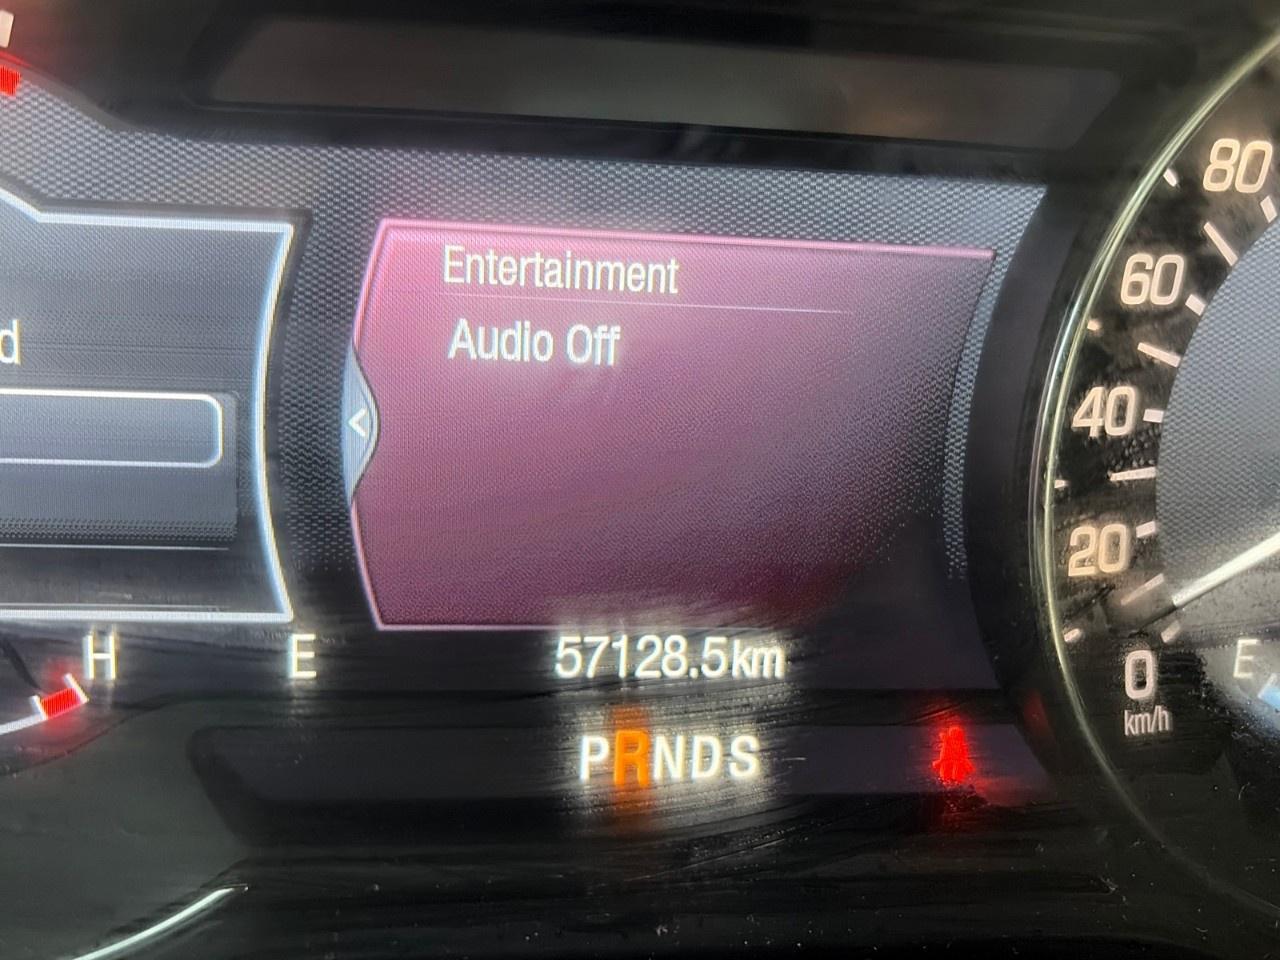 Entertainment
Audio Off
d
<
80
60
40
20
0
km/h
E
H
E
57128.5km
PRNDS